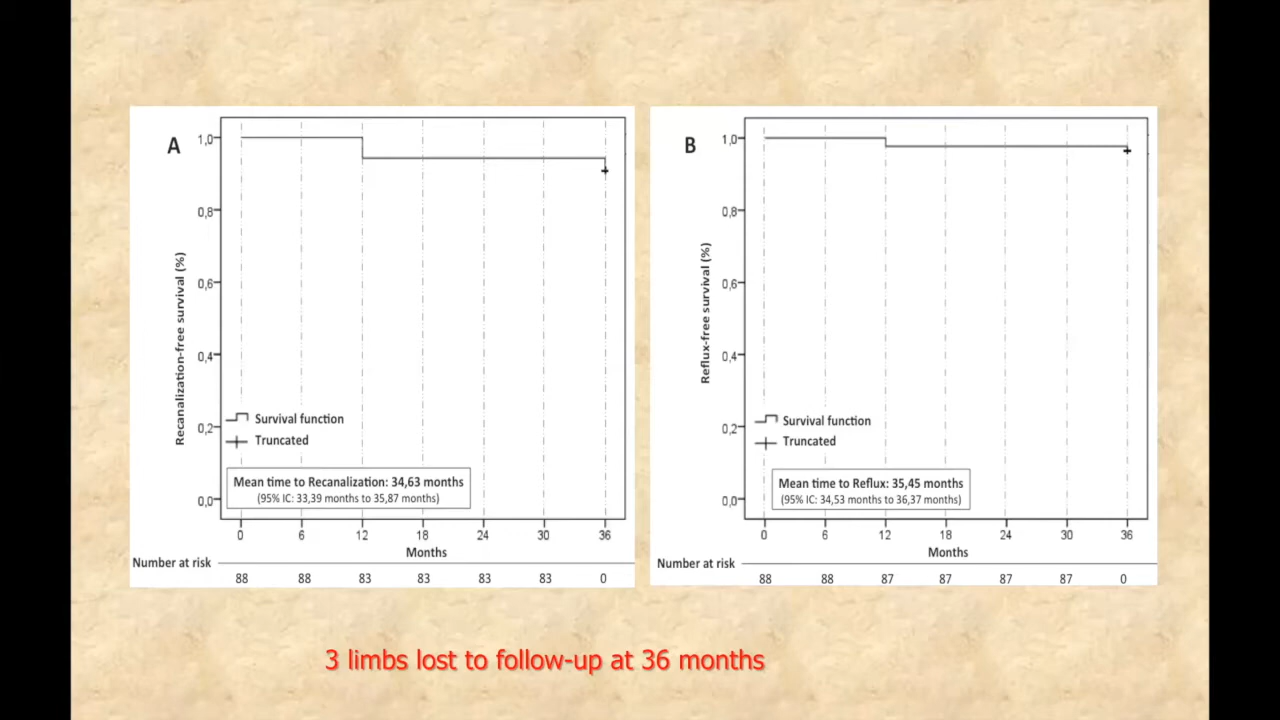 A
Recanalization-free survival (%)
1,0
0,8
0,6
0,4
0,2
0,0
Survival function
Truncated
Mean time to Recanalization: 34,63 months
(95% IC: 33,39 months to 35,87 months)
0 6 12 18 24 30 36
Months
Number at risk
88 88 83 83 83 83 0
B
Reflux-free survival (%)
1,0
0,8
0,6
0,4
0,2
0,0
Survival function
Truncated
Mean time to Reflux: 35,45 months
(95% IC: 34,53 months to 36,37 months)
0 6 12 18 24 30 36
Months
Number at risk
88 88 87 87 87 87 0
3 limbs lost to follow-up at 36 months